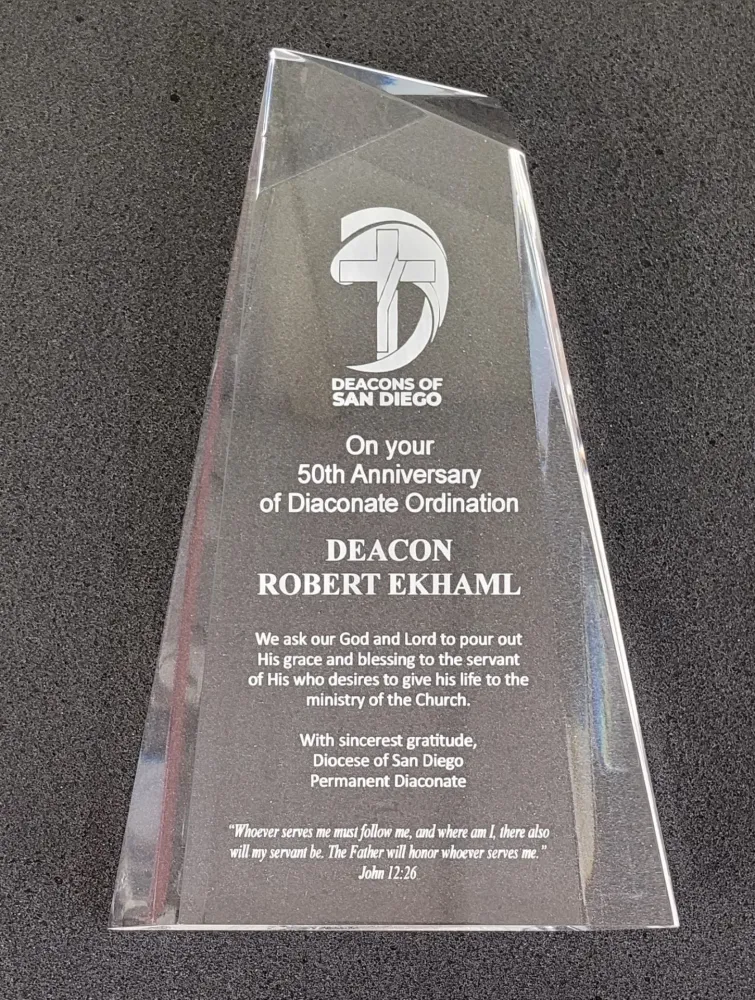 DEACONS OF
SAN DIEGO
On your
50th Anniversary
of Diaconate Ordination
DEACON
ROBERT EKHAML
We ask our God and Lord to pour out
His grace and blessing to the servant
of His who desires to give his life to the
ministry of the Church.
With sincerest gratitude,
Diocese of San Diego
Permanent Diaconate
"Whoever serves me must follow me, and where am I, there also
will my servant be. The Father will honor whoever serves me."
John 12:26